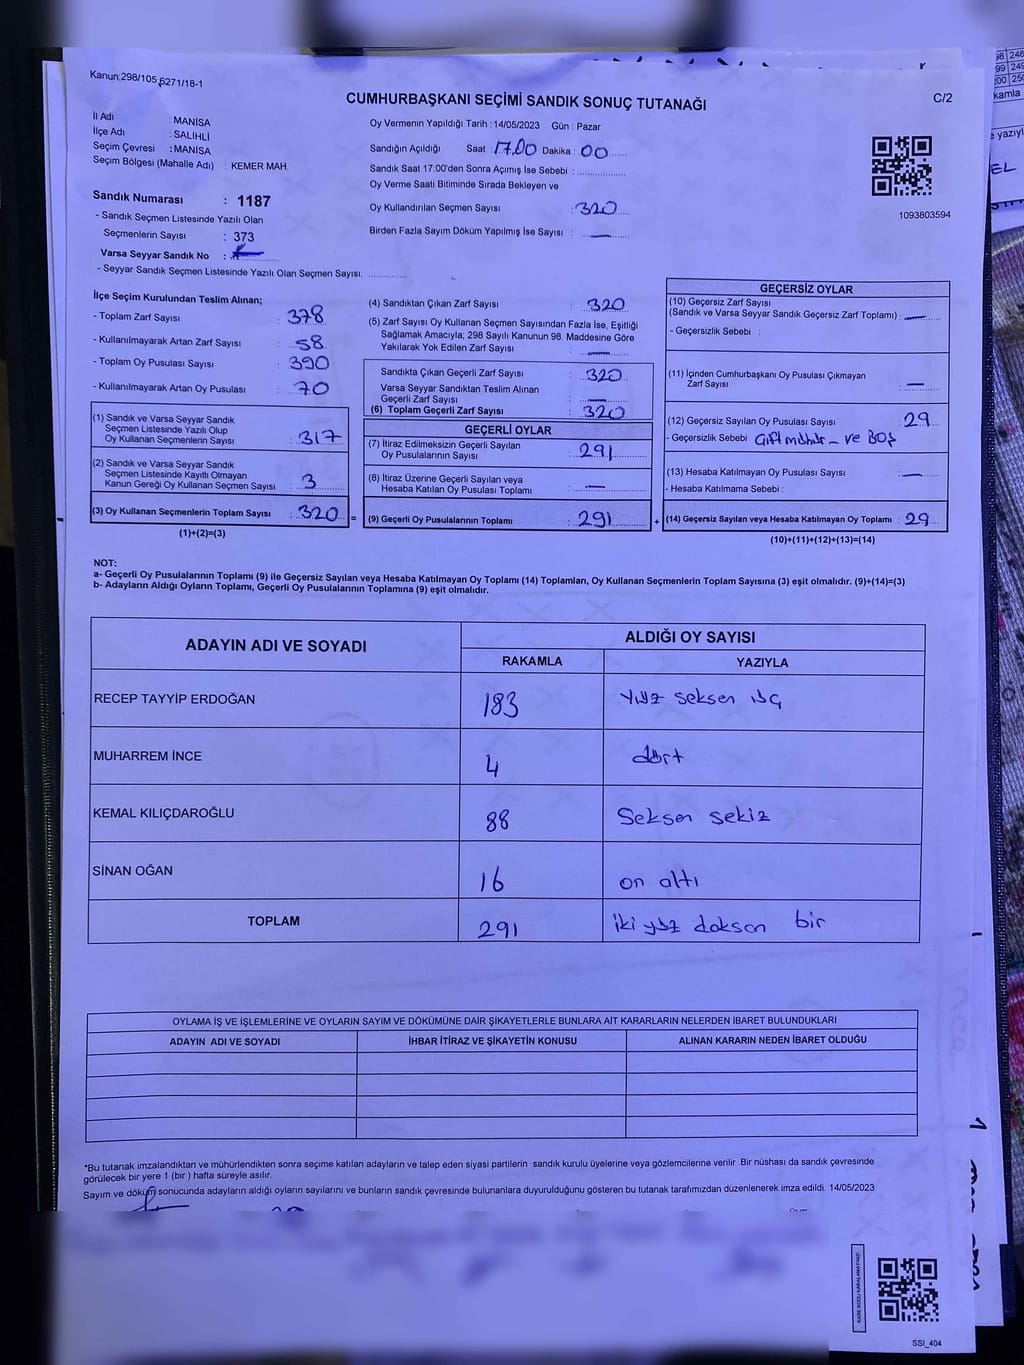 Kanun:298/105,6271/18-1
CUMHURBAŞKANI SEÇİMİ SANDIK SONUÇ TUTANAĞI
C/2
İl Adı : MANİSA
İlçe Adı : SALİHLİ
Seçim Çevresi : MANİSA
Seçim Bölgesi (Mahalle Adı) : KEMER MAH.
Sandık Numarası : 1187
- Sandık Seçmen Listesinde Yazılı Olan
Seçmenlerin Sayısı : 373
Varsa Seyyar Sandık No :
- Seyyar Sandık Seçmen Listesinde Yazılı Olan Seçmen Sayısı: ..............
Oy Vermenin Yapıldığı Tarih : 14/05/2023 Gün : Pazar
Sandığın Açıldığı Saat 17.00 Dakika : 00
Sandık Saat 17:00'den Sonra Açımış İse Sebebi : ..............
Oy Verme Saati Bitiminde Sırada Bekleyen ve
Oy Kullandırılan Seçmen Sayısı : 320
Birden Fazla Sayım Döküm Yapılmış İse Sayısı : —
1093803594
İlçe Seçim Kurulundan Teslim Alınan;
- Toplam Zarf Sayısı : 378
- Kullanılmayarak Artan Zarf Sayısı : 58
- Toplam Oy Pusulası Sayısı : 390
- Kullanılmayarak Artan Oy Pusulası : 70
(1) Sandık ve Varsa Seyyar Sandık
Seçmen Listesinde Yazılı Olup
Oy Kullanan Seçmenlerin Sayısı : 317
(2) Sandık ve Varsa Seyyar Sandık
Seçmen Listesinde Kayıtlı Olmayan
Kanun Gereği Oy Kullanan Seçmen Sayısı : 3
(3) Oy Kullanan Seçmenlerin Toplam Sayısı : 320 =
(1)+(2)=(3)
(4) Sandıktan Çıkan Zarf Sayısı : 320
(5) Zarf Sayısı Oy Kullanan Seçmen Sayısından Fazla İse, Eşitliği
Sağlamak Amacıyla; 298 Sayılı Kanunun 98. Maddesine Göre
Yakılarak Yok Edilen Zarf Sayısı : —
Sandıkta Çıkan Geçerli Zarf Sayısı : 320
Varsa Seyyar Sandıktan Teslim Alınan
Geçerli Zarf Sayısı : —
(6) Toplam Geçerli Zarf Sayısı : 320
GEÇERLİ OYLAR
(7) İtiraz Edilmeksizin Geçerli Sayılan
Oy Pusulalarının Sayısı : 291
(8) İtiraz Üzerine Geçerli Sayılan veya
Hesaba Katılan Oy Pusulası Toplamı : —
(9) Geçerli Oy Pusulalarının Toplamı : 291 +
GEÇERSİZ OYLAR
(10) Geçersiz Zarf Sayısı
(Sandık ve Varsa Seyyar Sandık Geçersiz Zarf Toplamı) : —
- Geçersizlik Sebebi :
(11) İçinden Cumhurbaşkanı Oy Pusulası Çıkmayan
Zarf Sayısı : —
(12) Geçersiz Sayılan Oy Pusulası Sayısı : 29
- Geçersizlik Sebebi Çift mühür - ve BOŞ
(13) Hesaba Katılmayan Oy Pusulası Sayısı : —
- Hesaba Katılmama Sebebi :
(14) Geçersiz Sayılan veya Hesaba Katılmayan Oy Toplamı : 29
(10)+(11)+(12)+(13)=(14)
NOT:
a- Geçerli Oy Pusulalarının Toplamı (9) ile Geçersiz Sayılan veya Hesaba Katılmayan Oy Toplamı (14) Toplamları, Oy Kullanan Seçmenlerin Toplam Sayısına (3) eşit olmalıdır. (9)+(14)=(3)
b- Adayların Aldığı Oyların Toplamı, Geçerli Oy Pusulalarının Toplamına (9) eşit olmalıdır.
ADAYIN ADI VE SOYADI
ALDIĞI OY SAYISI
RAKAMLA YAZIYLA
RECEP TAYYİP ERDOĞAN 183 yüz seksen üç
MUHARREM İNCE 4 dört
KEMAL KILIÇDAROĞLU 88 Seksen sekiz
SİNAN OĞAN 16 on altı
TOPLAM 291 iki yüz doksan bir
OYLAMA İŞ VE İŞLEMLERİNE VE OYLARIN SAYIM VE DÖKÜMÜNE DAİR ŞİKAYETLERLE BUNLARA AİT KARARLARIN NELERDEN İBARET BULUNDUKLARI
ADAYIN ADI VE SOYADI İHBAR İTİRAZ VE ŞİKAYETİN KONUSU ALINAN KARARIN NEDEN İBARET OLDUĞU
*Bu tutanak imzalandıktan ve mühürlendikten sonra seçime katılan adayların ve talep eden siyasi partilerin sandık kurulu üyelerine veya gözlemcilerine verilir .Bir nüshası da sandık çevresinde
görülecek bir yere 1 (bir ) hafta süreyle asılır.
Sayım ve döküm sonucunda adayların aldığı oyların sayılarını ve bunların sandık çevresinde bulunanlara duyurulduğunu gösteren bu tutanak tarafımızdan düzenlenerek imza edildi. 14/05/2023
KARE KODU KARALAMAYINIZ!
SSI_404